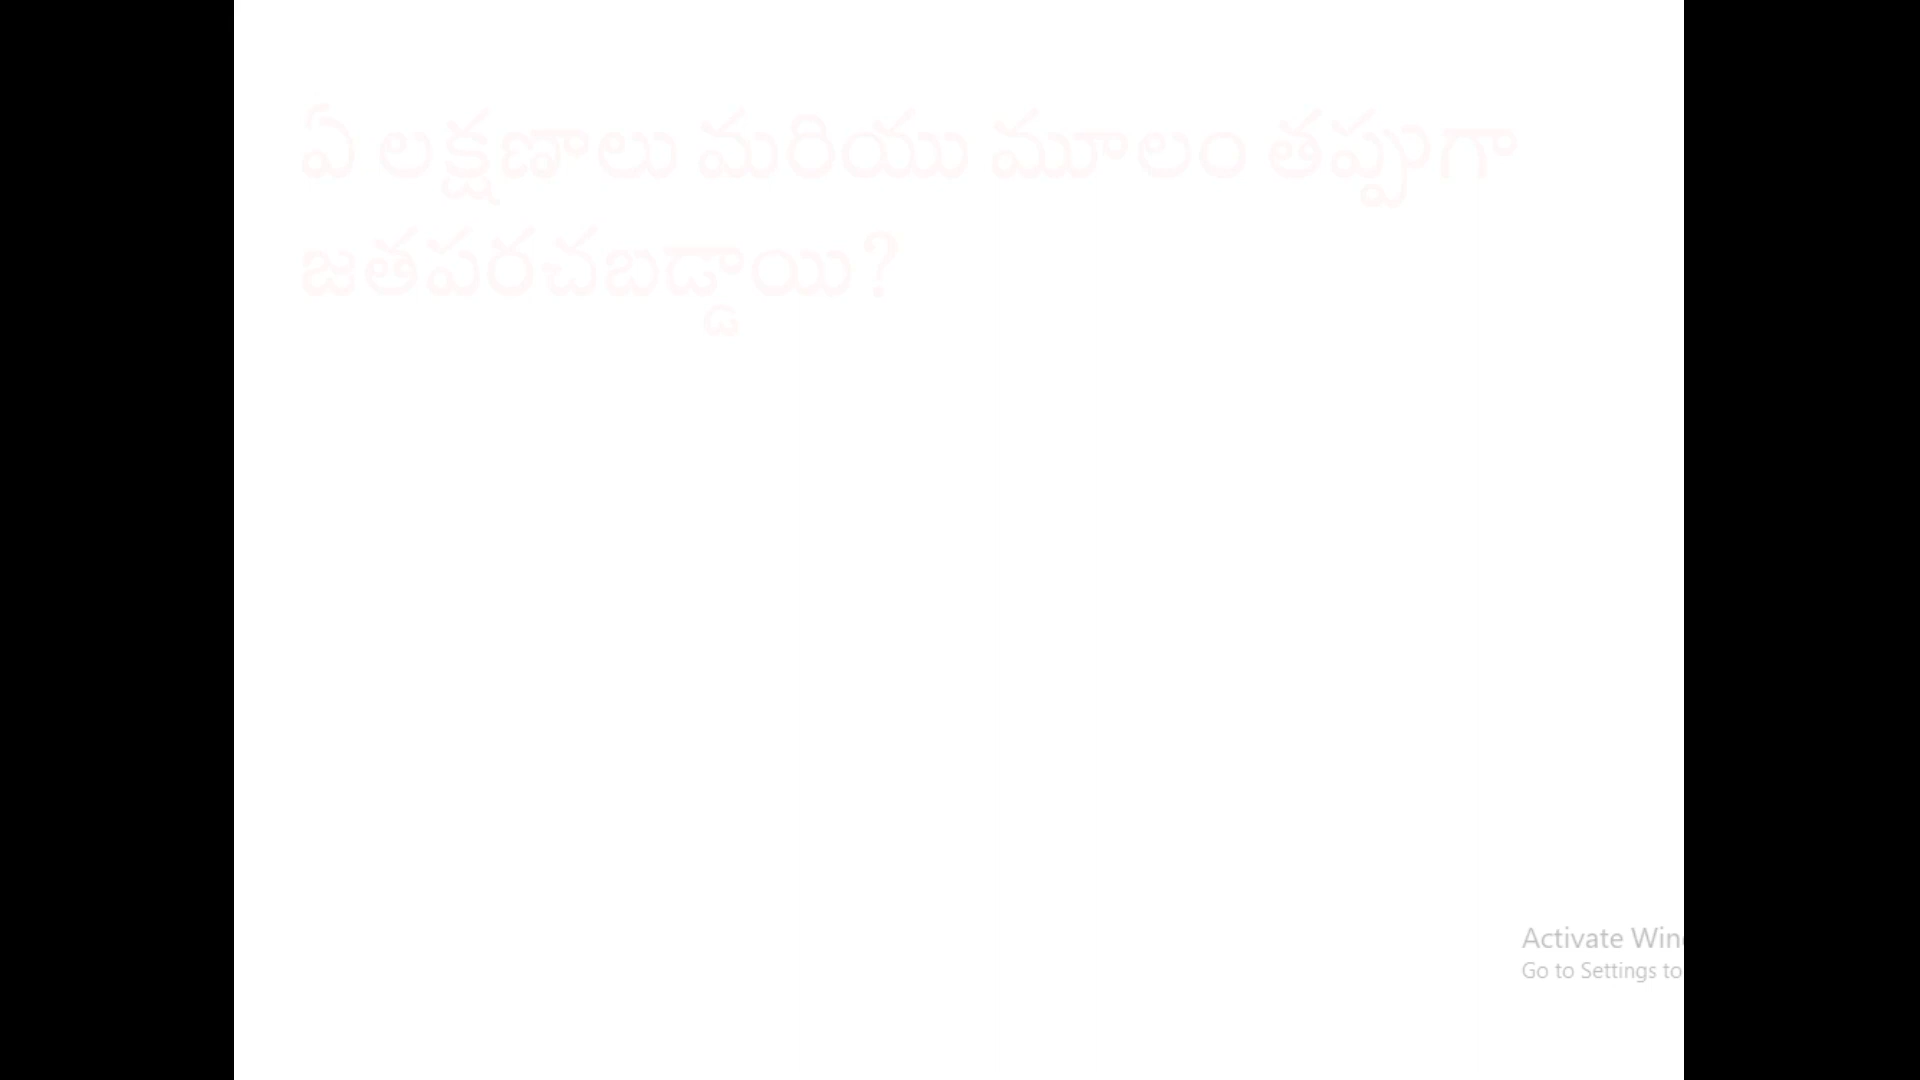 ఏ లక్షణాలు మరియు మూలం తప్పుగా
జతపరచబడ్డాయి?
Activate Win
Go to Settings to